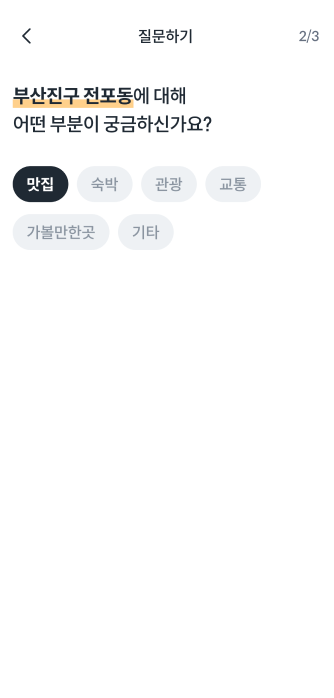 질문하기
2/3
부산진구 전포동에 대해
어떤 부분이 궁금하신가요?
맛집 숙박 관광 교통
가볼만한곳 기타